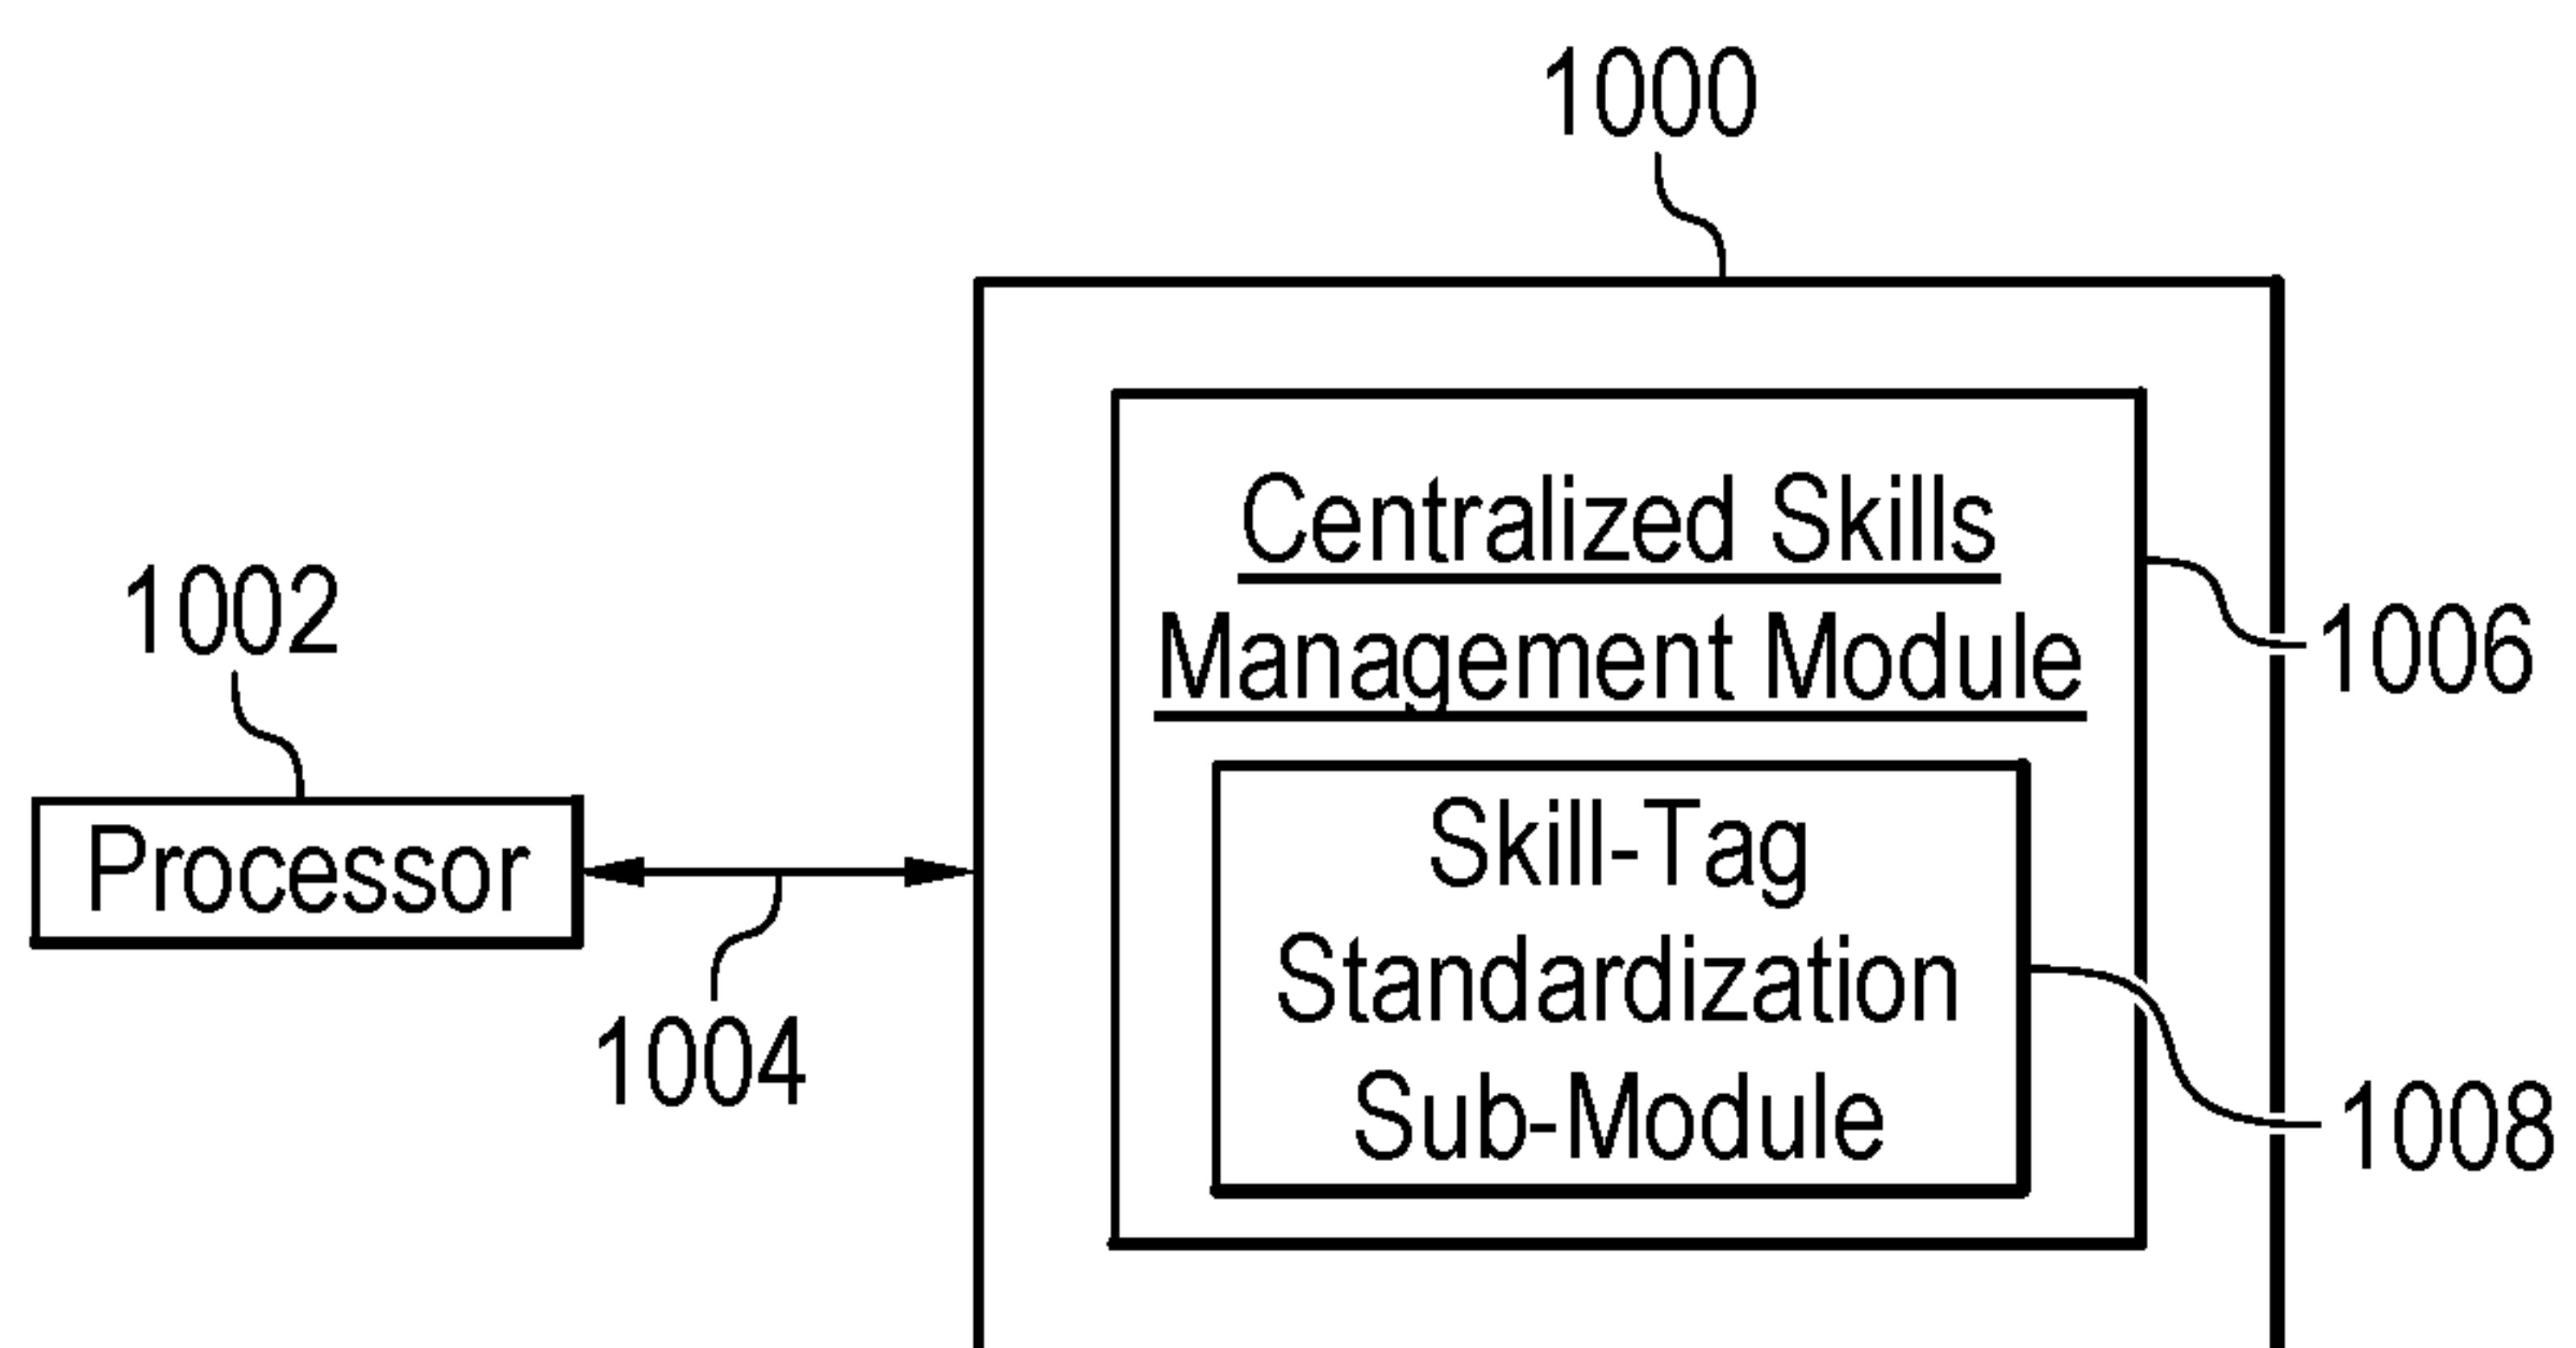 1000
Centralized Skills
Management Module
1006
1002
Processor
1004
Skill-Tag
Standardization
Sub-Module
1008